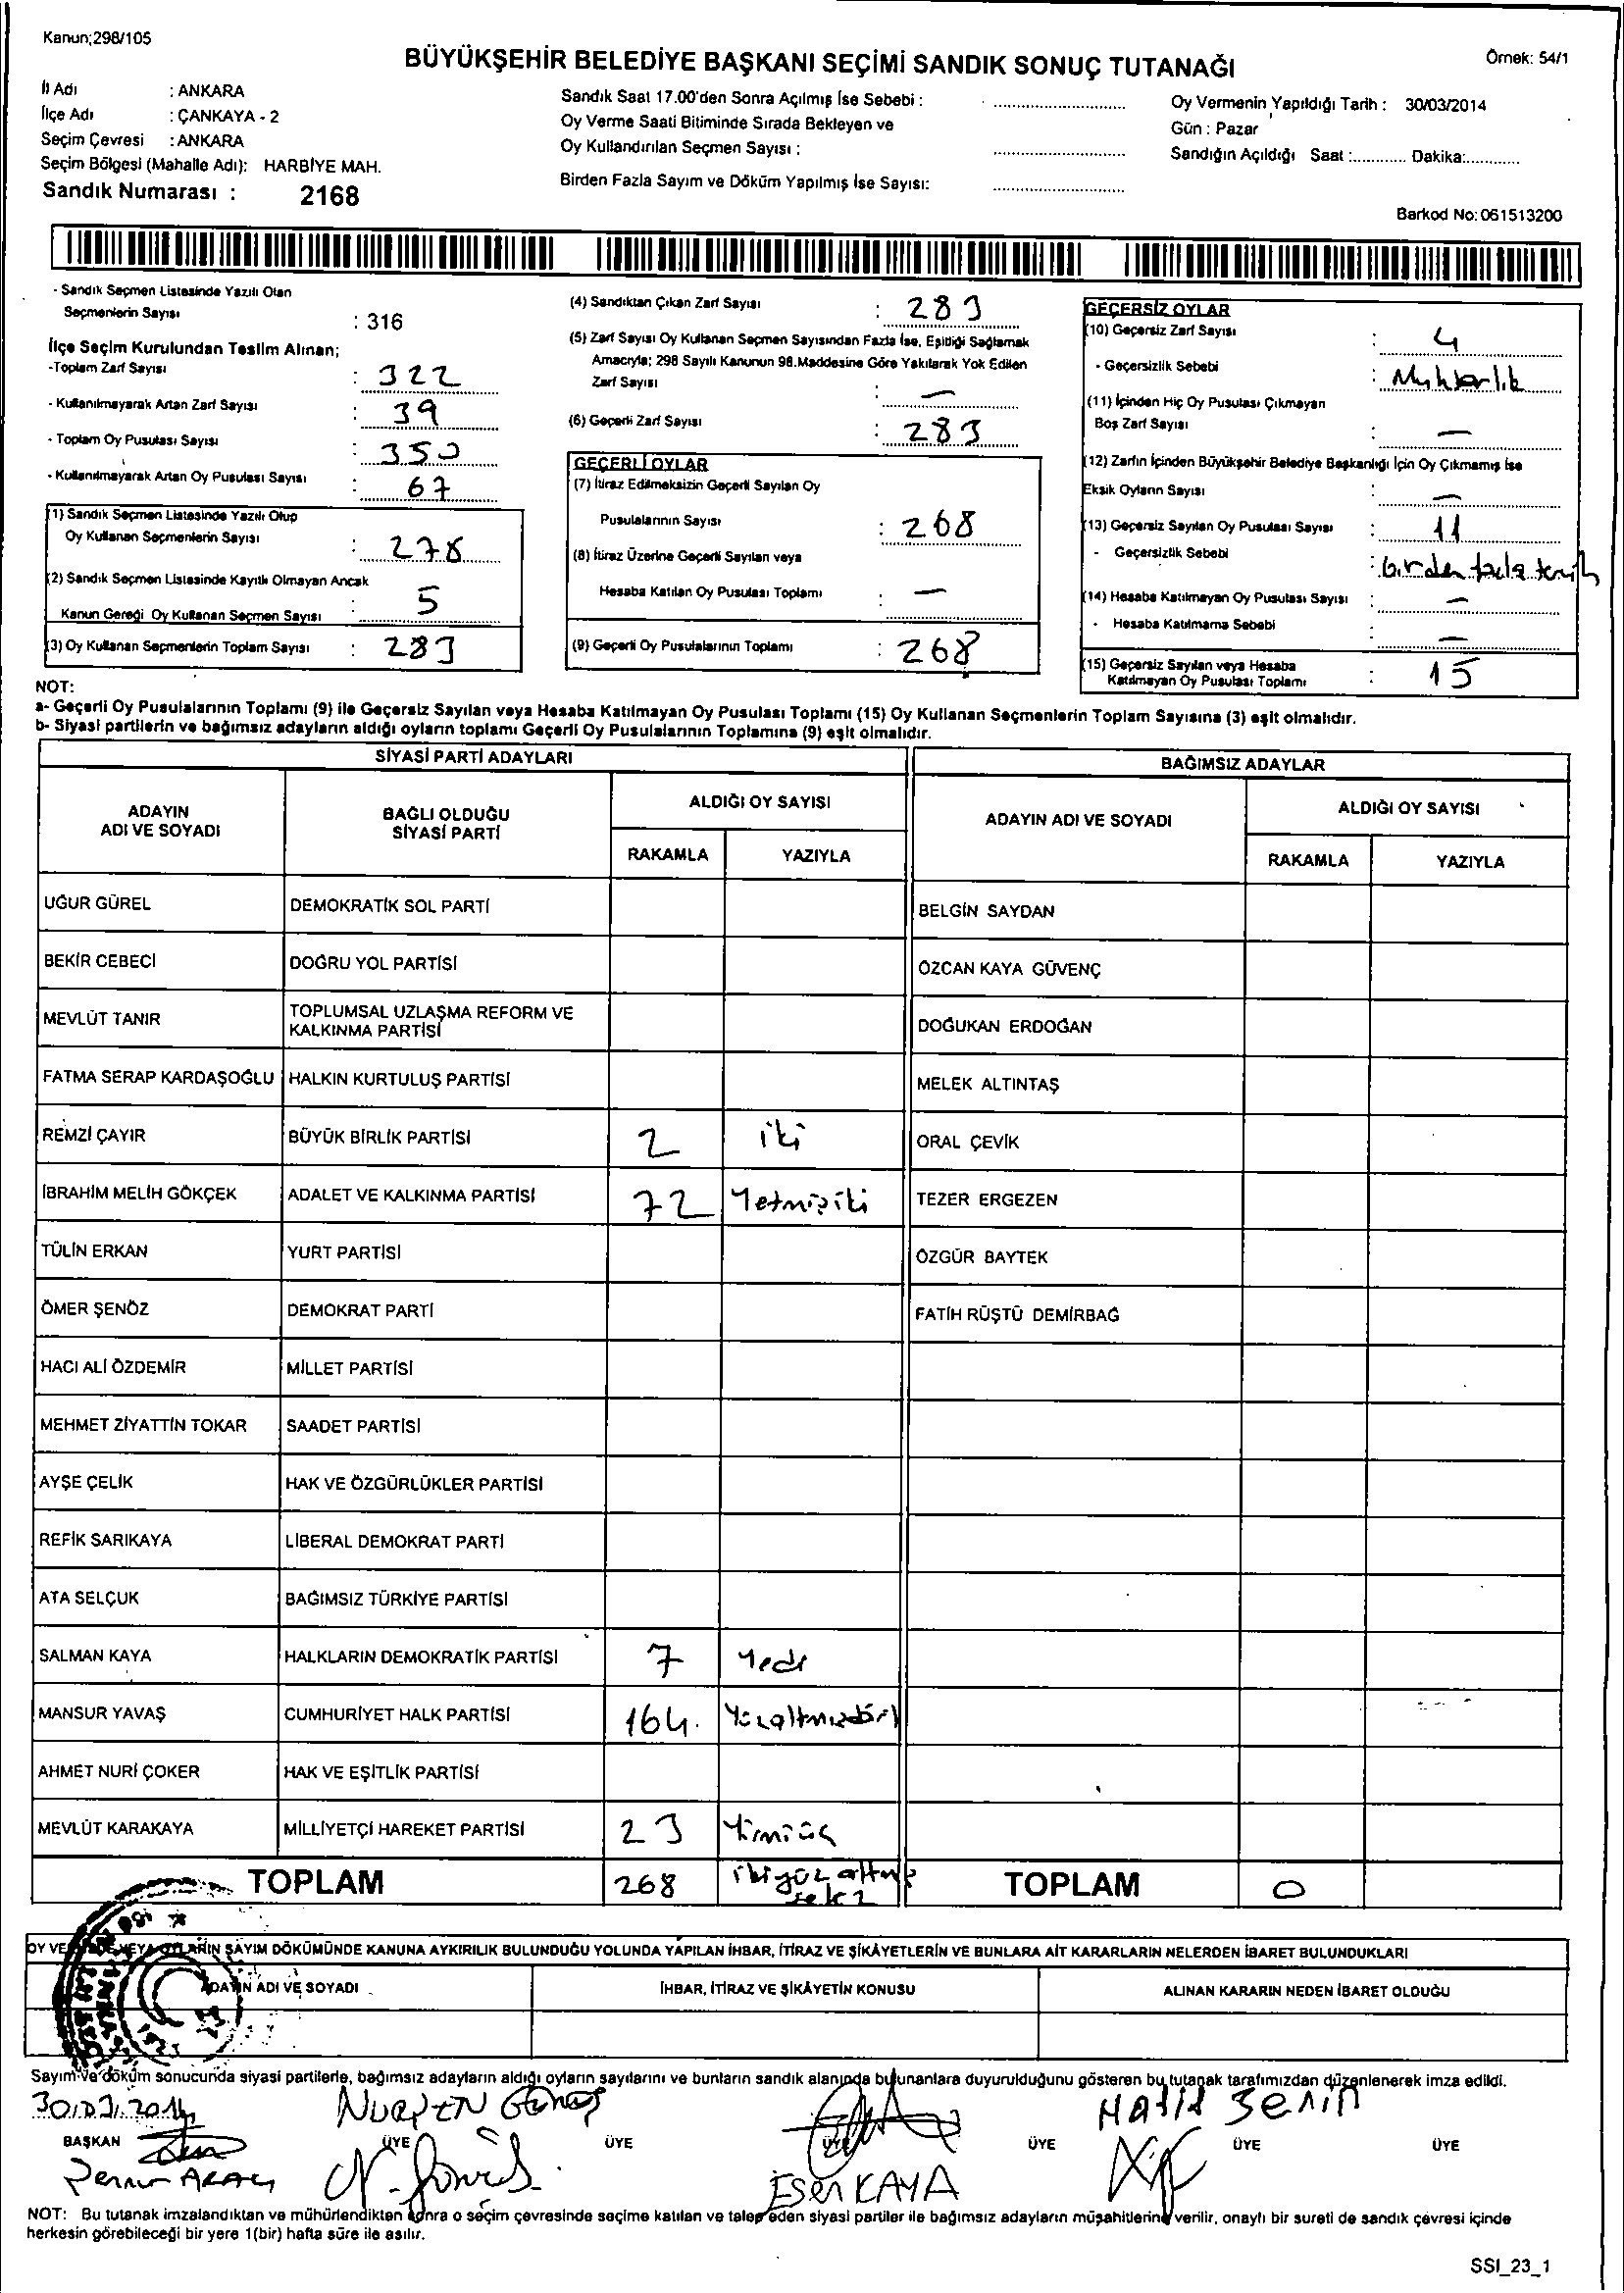 Kanun;298/105
BÜYÜKŞEHİR BELEDİYE BAŞKANI SEÇİMİ SANDIK SONUÇ TUTANAĞI
Örnek: 54/1
İl Adı : ANKARA
İlçe Adı : ÇANKAYA - 2
Seçim Çevresi : ANKARA
Seçim Bölgesi (Mahalle Adı): HARBİYE MAH.
Sandık Numarası : 2168
Sandık Saat 17.00'den Sonra Açılmış İse Sebebi :
Oy Verme Saati Bitiminde Sırada Bekleyen ve
Oy Kullandırılan Seçmen Sayısı :
Birden Fazla Sayım ve Döküm Yapılmış İse Sayısı:
Oy Vermenin Yapıldığı Tarih : 30/03/2014
Gün : Pazar
Sandığın Açıldığı Saat :............ Dakika:............
Barkod No: 061513200
- Sandık Seçmen Listesinde Yazılı Olan
Seçmenlerin Sayısı : 316
İlçe Seçim Kurulundan Teslim Alınan;
-Toplam Zarf Sayısı : 322
- Kullanılmayarak Artan Zarf Sayısı : 39
- Toplam Oy Pusulası Sayısı : 350
- Kullanılmayarak Artan Oy Pusulası Sayısı : 67
(1) Sandık Seçmen Listesinde Yazılı Olup
Oy Kullanan Seçmenlerin Sayısı : 278
(2) Sandık Seçmen Listesinde Kayıtlı Olmayan Ancak
Kanun Gereği Oy Kullanan Seçmen Sayısı : 5
(3) Oy Kullanan Seçmenlerin Toplam Sayısı : 283
(4) Sandıktan Çıkan Zarf Sayısı : 283
(5) Zarf Sayısı Oy Kullanan Seçmen Sayısından Fazla İse, Eşitliği Sağlamak
Amacıyla; 298 Sayılı Kanunun 98.Maddesine Göre Yakılarak Yok Edilen
Zarf Sayısı : —
(6) Geçerli Zarf Sayısı : 283
GEÇERLİ OYLAR
(7) İtiraz Edilmeksizin Geçerli Sayılan Oy
Pusulalarının Sayısı : 268
(8) İtiraz Üzerine Geçerli Sayılan veya
Hesaba Katılan Oy Pusulası Toplamı : —
(9) Geçerli Oy Pusulalarının Toplamı : 268
GEÇERSİZ OYLAR
(10) Geçersiz Zarf Sayısı : 4
- Geçersizlik Sebebi : Muhtarlık
(11) İçinden Hiç Oy Pusulası Çıkmayan
Boş Zarf Sayısı : —
(12) Zarfın İçinden Büyükşehir Belediye Başkanlığı İçin Oy Çıkmamış İse
Eksik Oyların Sayısı : —
(13) Geçersiz Sayılan Oy Pusulası Sayısı : 11
- Geçersizlik Sebebi : birden fazla tercih
(14) Hesaba Katılmayan Oy Pusulası Sayısı : —
- Hesaba Katılmama Sebebi : —
(15) Geçersiz Sayılan veya Hesaba
Katılmayan Oy Pusulası Toplamı : 15
NOT:
a- Geçerli Oy Pusulalarının Toplamı (9) ile Geçersiz Sayılan veya Hesaba Katılmayan Oy Pusulası Toplamı (15) Oy Kullanan Seçmenlerin Toplam Sayısına (3) eşit olmalıdır.
b- Siyasi partilerin ve bağımsız adayların aldığı oyların toplamı Geçerli Oy Pusulalarının Toplamına (9) eşit olmalıdır.
SİYASİ PARTİ ADAYLARI
BAĞIMSIZ ADAYLAR
ADAYIN
ADI VE SOYADI
BAĞLI OLDUĞU
SİYASİ PARTİ
ALDIĞI OY SAYISI
RAKAMLA YAZIYLA
ADAYIN ADI VE SOYADI
ALDIĞI OY SAYISI
RAKAMLA YAZIYLA
UĞUR GÜREL DEMOKRATİK SOL PARTİ BELGİN SAYDAN
BEKİR CEBECİ DOĞRU YOL PARTİSİ ÖZCAN KAYA GÜVENÇ
MEVLÜT TANIR TOPLUMSAL UZLAŞMA REFORM VE
KALKINMA PARTİSİ DOĞUKAN ERDOĞAN
FATMA SERAP KARDAŞOĞLU HALKIN KURTULUŞ PARTİSİ MELEK ALTINTAŞ
REMZİ ÇAYIR BÜYÜK BİRLİK PARTİSİ 2 iki ORAL ÇEVİK
İBRAHİM MELİH GÖKÇEK ADALET VE KALKINMA PARTİSİ 72 Yetmişiki TEZER ERGEZEN
TÜLİN ERKAN YURT PARTİSİ ÖZGÜR BAYTEK
ÖMER ŞENÖZ DEMOKRAT PARTİ FATİH RÜŞTÜ DEMİRBAĞ
HACI ALİ ÖZDEMİR MİLLET PARTİSİ
MEHMET ZİYATTİN TOKAR SAADET PARTİSİ
AYŞE ÇELİK HAK VE ÖZGÜRLÜKLER PARTİSİ
REFİK SARIKAYA LİBERAL DEMOKRAT PARTİ
ATA SELÇUK BAĞIMSIZ TÜRKİYE PARTİSİ
SALMAN KAYA HALKLARIN DEMOKRATİK PARTİSİ 7 Yedi
MANSUR YAVAŞ CUMHURİYET HALK PARTİSİ 164. Yüzaltmışdört
AHMET NURİ ÇOKER HAK VE EŞİTLİK PARTİSİ
MEVLÜT KARAKAYA MİLLİYETÇİ HAREKET PARTİSİ 23 Yirmiüç
TOPLAM 268 ikiyüz altmış
sekiz TOPLAM 0
OY VERME VEYA OYLARIN SAYIM DÖKÜMÜNDE KANUNA AYKIRILIK BULUNDUĞU YOLUNDA YAPILAN İHBAR, İTİRAZ VE ŞİKÂYETLERİN VE BUNLARA AİT KARARLARIN NELERDEN İBARET BULUNDUKLARI
ADAYIN ADI VE SOYADI İHBAR, İTİRAZ VE ŞİKÂYETİN KONUSU ALINAN KARARIN NEDEN İBARET OLDUĞU
Sayım ve döküm sonucunda siyasi partilerle, bağımsız adayların aldığı oyların sayılarını ve bunların sandık alanında bulunanlara duyurulduğunu gösteren bu tutanak tarafımızdan düzenlenerek imza edildi.
30.03.2014
BAŞKAN ÜYE ÜYE ÜYE ÜYE ÜYE ÜYE
ESER KAYA
NOT: Bu tutanak imzalandıktan ve mühürlendikten sonra o seçim çevresinde seçime katılan ve talep eden siyasi partiler ile bağımsız adayların müşahitlerine verilir, onaylı bir sureti de sandık çevresi içinde
herkesin görebileceği bir yere 1(bir) hafta süre ile asılır.
SSI_23_1